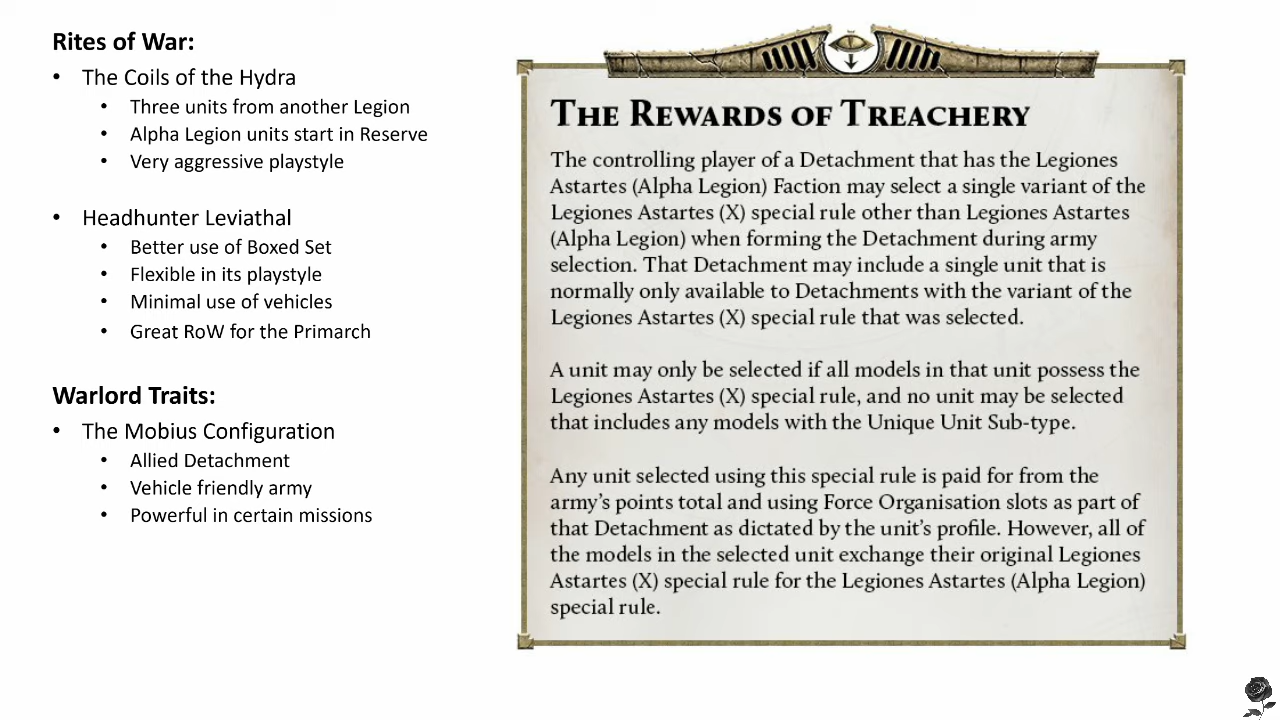 Rites of War:
• The Coils of the Hydra
• Three units from another Legion
• Alpha Legion units start in Reserve
• Very aggressive playstyle
• Headhunter Leviathal
• Better use of Boxed Set
• Flexible in its playstyle
• Minimal use of vehicles
• Great RoW for the Primarch
Warlord Traits:
• The Mobius Configuration
• Allied Detachment
• Vehicle friendly army
• Powerful in certain missions
The Rewards of Treachery
The controlling player of a Detachment that has the Legiones
Astartes (Alpha Legion) Faction may select a single variant of the
Legiones Astartes (X) special rule other than Legiones Astartes
(Alpha Legion) when forming the Detachment during army
selection. That Detachment may include a single unit that is
normally only available to Detachments with the variant of the
Legiones Astartes (X) special rule that was selected.
A unit may only be selected if all models in that unit possess the
Legiones Astartes (X) special rule, and no unit may be selected
that includes any models with the Unique Unit Sub-type.
Any unit selected using this special rule is paid for from the
army's points total and using Force Organisation slots as part of
that Detachment as dictated by the unit's profile. However, all of
the models in the selected unit exchange their original Legiones
Astartes (X) special rule for the Legiones Astartes (Alpha Legion)
special rule.